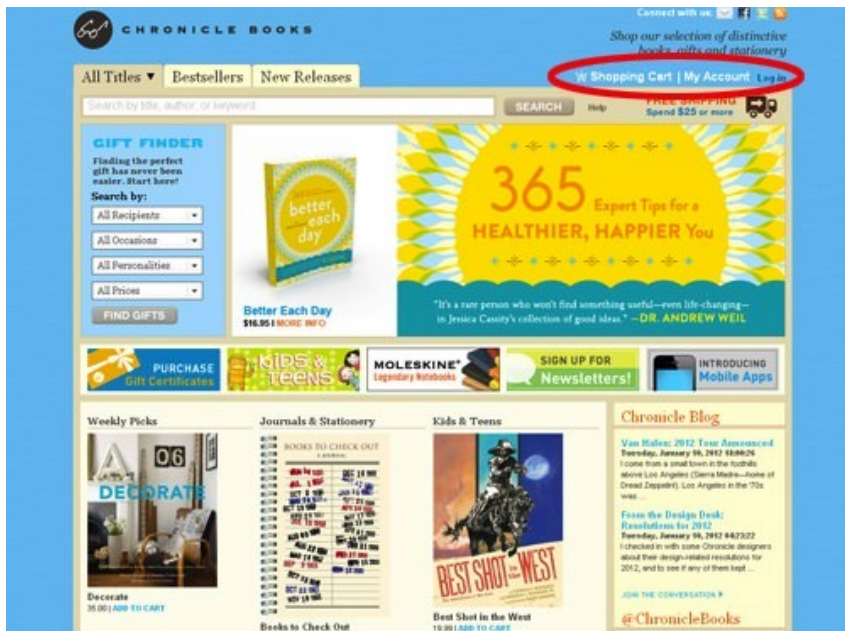 CHRONICLE BOOKS
Connect with us:
Shop our selection of distinctive
books, gifts and stationery
All Titles ▼ Bestsellers New Releases
Shopping Cart | My Account Log in
Search by title, author, or keyword
SEARCH
Help
FREE SHIPPING
Spend $25 or more
GIFT FINDER
Finding the perfect
gift has never been
easier. Start here!
Search by:
All Recipients
All Occasions
All Personalities
All Prices
FIND GIFTS
better
each
day
Better Each Day
$16.95 | MORE INFO
365 Expert Tips for a
HEALTHIER, HAPPIER You
"It's a rare person who won't find something useful—even life-changing—
in Jessica Cassity's collection of good ideas." —DR. ANDREW WEIL
PURCHASE
Gift Certificates
KIDS &
TEENS
MOLESKINE®
Legendary Notebooks
SIGN UP FOR
Newsletters!
INTRODUCING
Mobile Apps
Weekly Picks
A 06
DECORATE
Decorate
35.00 | ADD TO CART
Journals & Stationery
BOOKS TO CHECK OUT
A JOURNAL
Books to Check Out
Kids & Teens
BEST SHOT in the WEST
Best Shot in the West
19.99 | ADD TO CART
Chronicle Blog
Van Halen: 2012 Tour Announced
Tuesday, January 10, 2012
I come from a small town in the foothills
above Los Angeles (Sierra Madre—home of
Dread Zeppelin!). Los Angeles in the '70s
was ...
From the Design Desk:
Resolutions for 2012
Tuesday, January 10, 2012 04:23:22
I checked in with some Chronicle designers
about their design-related resolutions for
2012, and to see if any of them kept ...
JOIN THE CONVERSATION
@ChronicleBooks